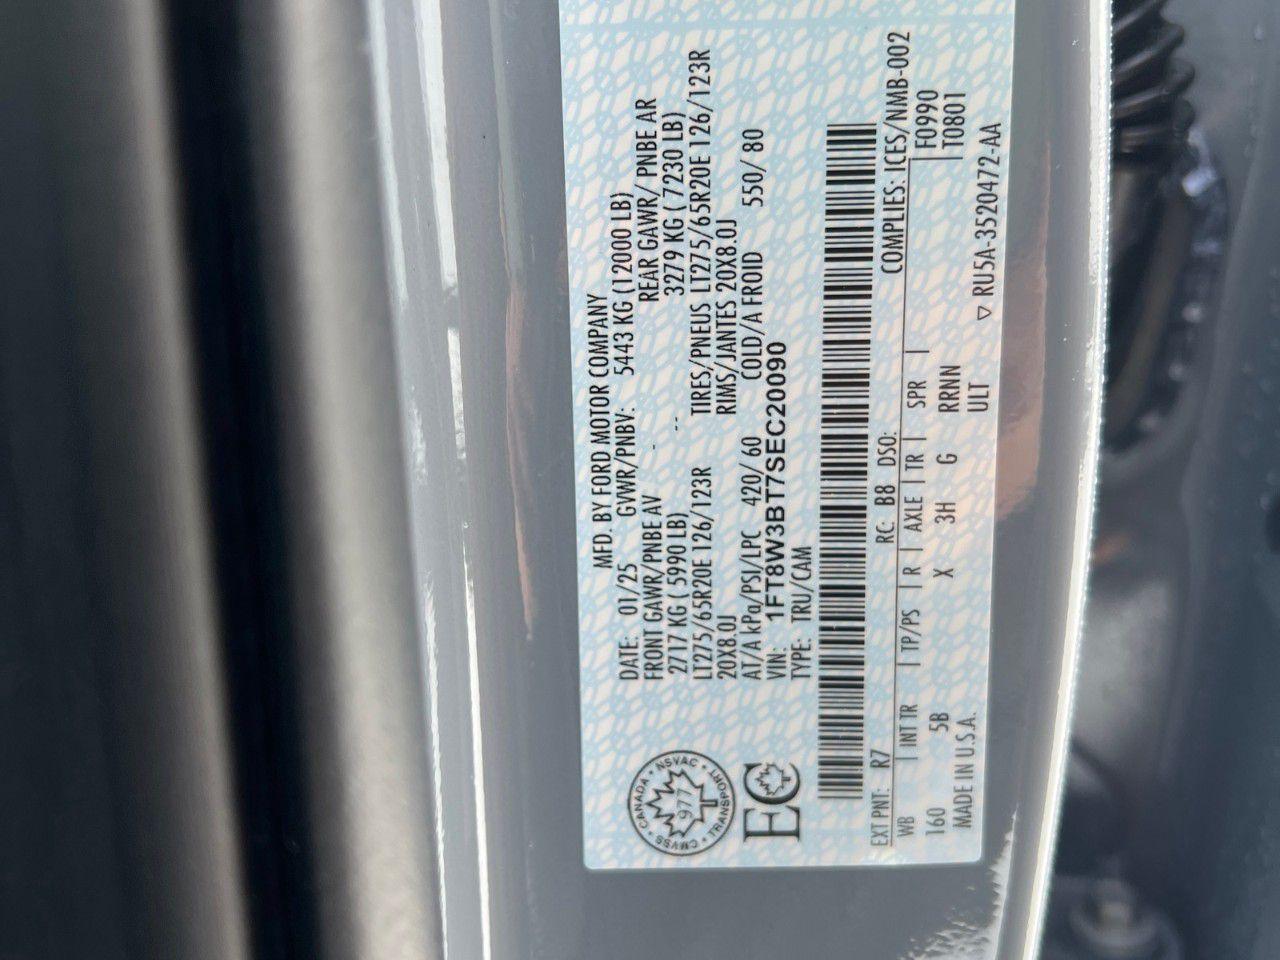 MFD. BY FORD MOTOR COMPANY
DATE: 01/25 GVWR/PNBV: 5443 KG (12000 LB)
FRONT GAWR/PNBE AV - REAR GAWR/ PNBE AR
2717 KG ( 5990 LB) -- 3279 KG ( 7230 LB)
LT275/65R20E 126/123R TIRES/PNEUS LT275/65R20E 126/123R
20X8.0J RIMS/JANTES 20X8.0J
AT/A kPa/PSI/LPC 420/ 60 COLD/A FROID 550/ 80
VIN: 1FT8W3BT7SEC20090
TYPE: TRU/CAM
CANADA • NSVAC • TRANSPORT • CMVSS •
977
EC
COMPLIES: ICES/NMB-002
EXT PNT: R7 RC: B8 DSO: F0990
WB | INT TR | TP/PS | R | AXLE | TR | SPR | T0801
160 5B X 3H G RRNN
MADE IN U.S.A. ULT ▽ RU5A-3520472-AA